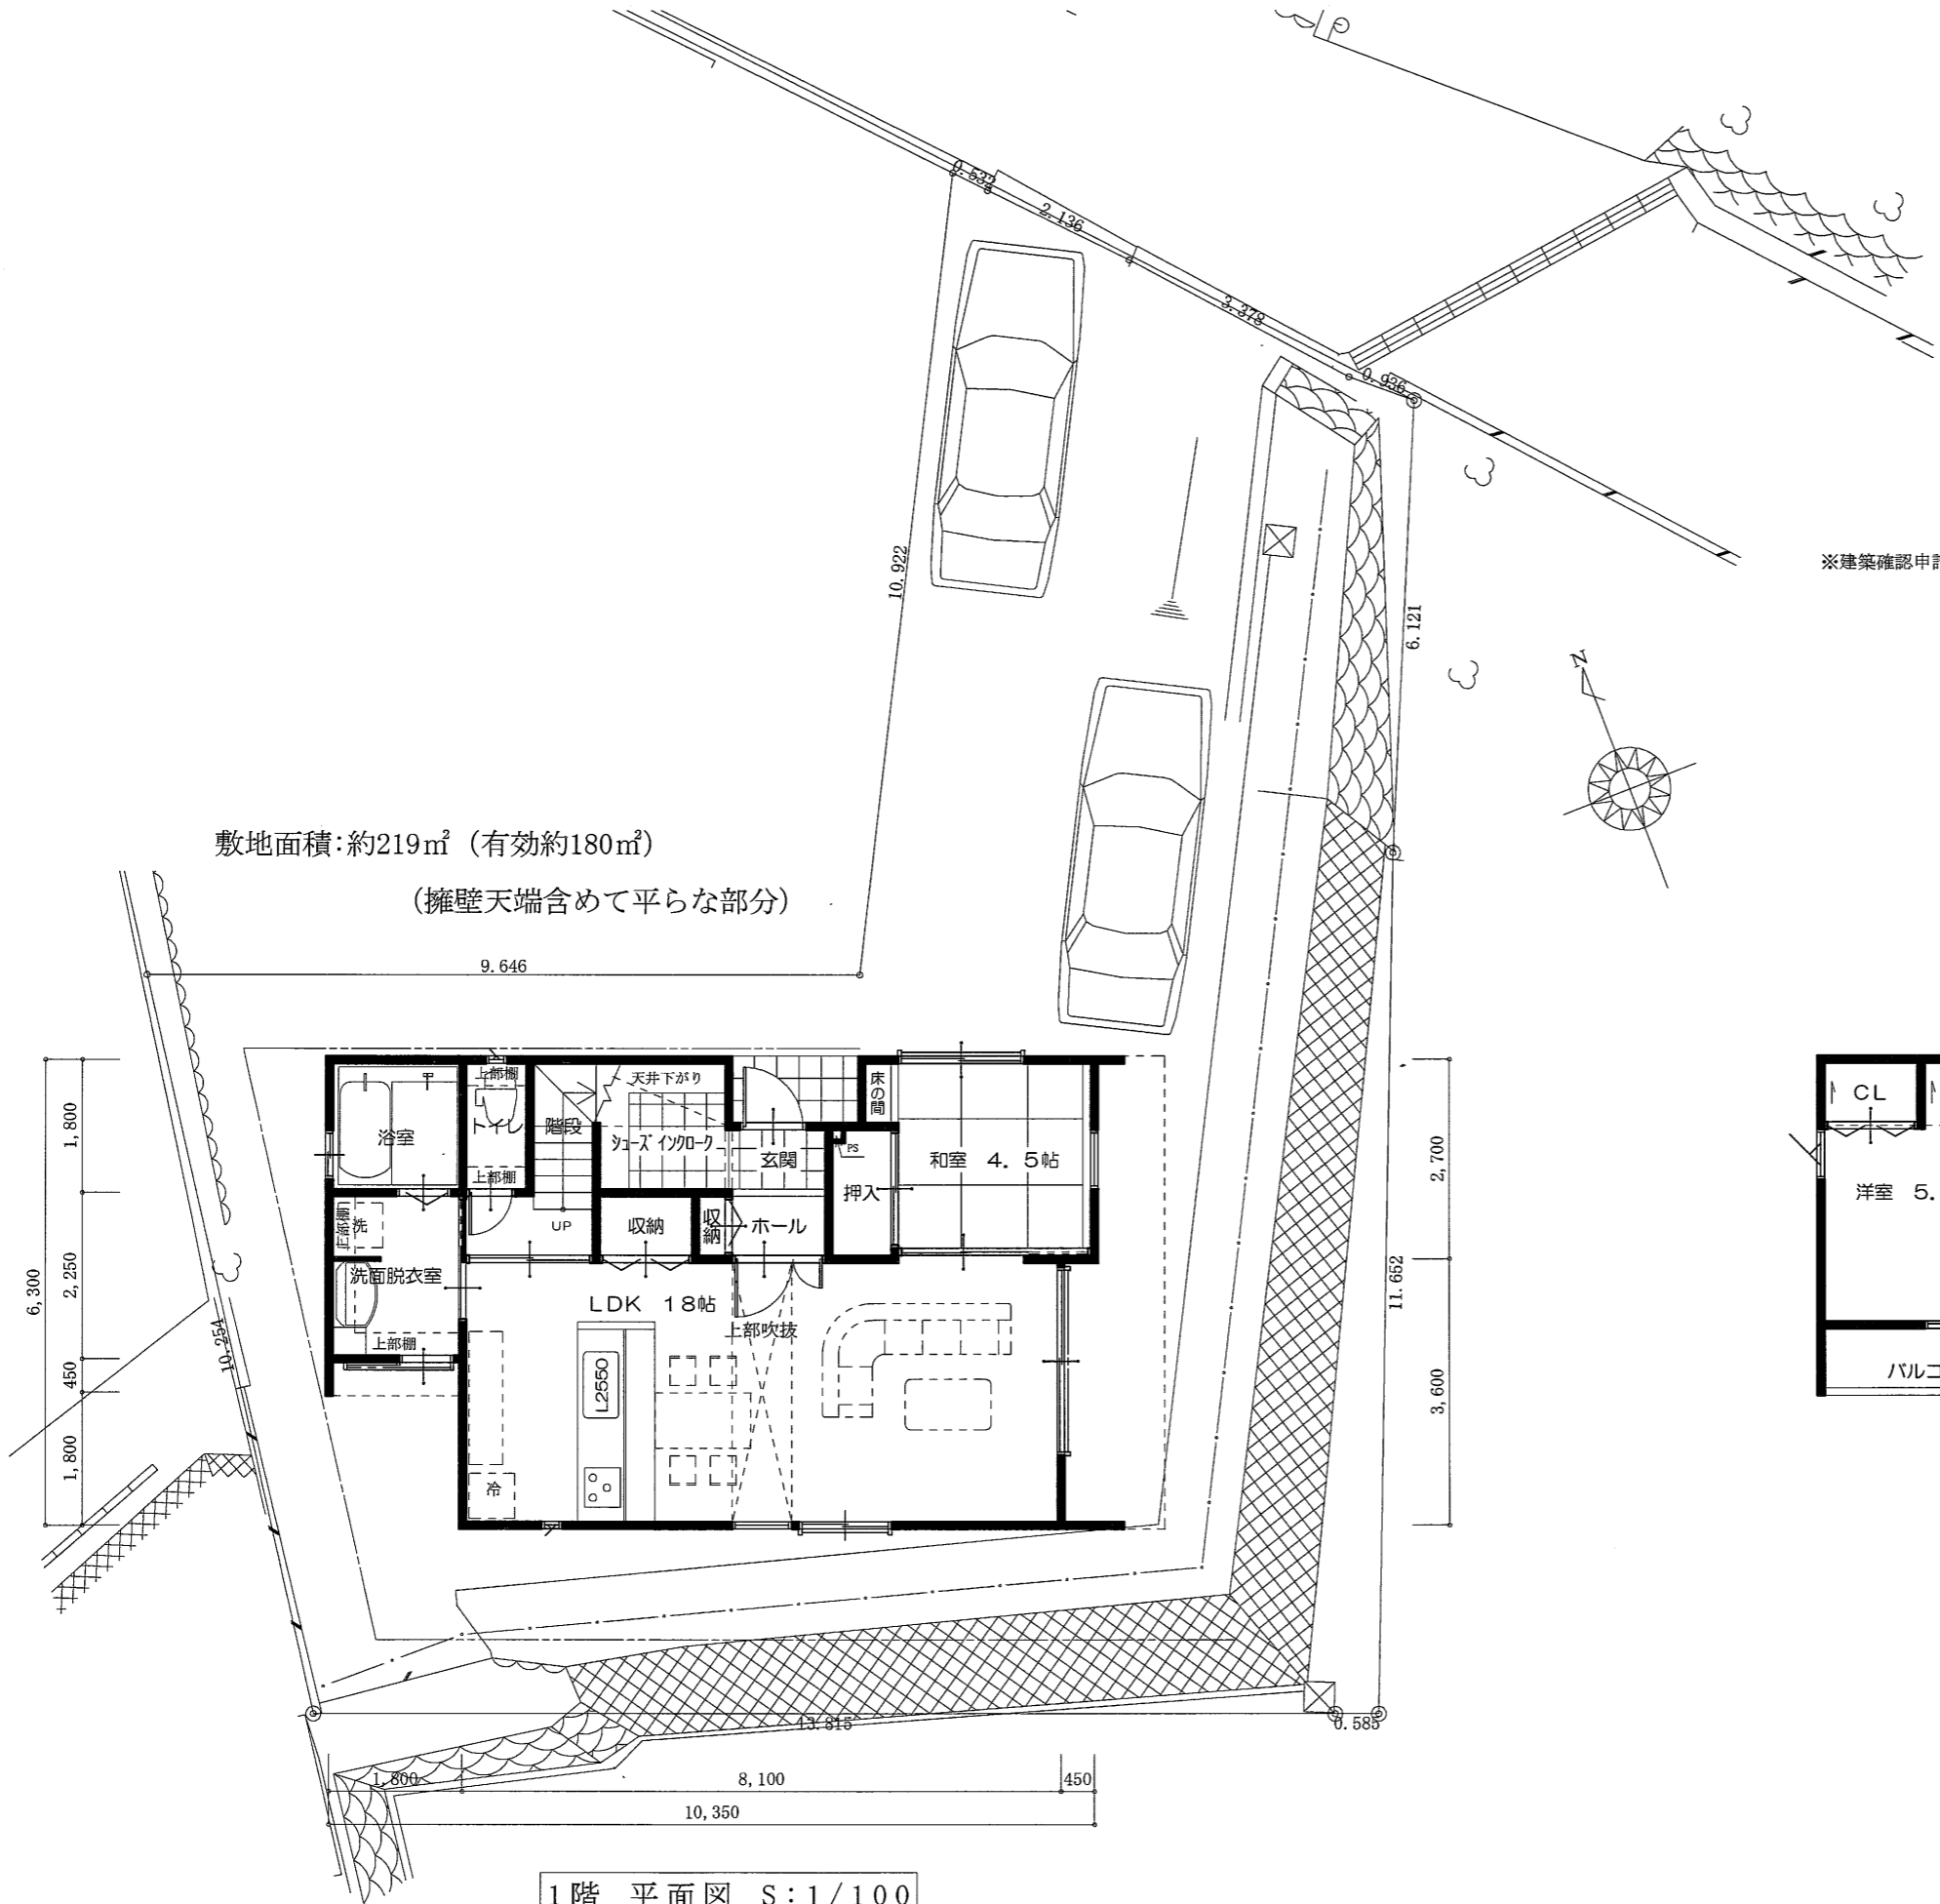 0.532
2.136
3.378
0.936
10.922
6.121
※建築確認申
N
敷地面積：約219㎡（有効約180㎡）
（擁壁天端含めて平らな部分）
9.646
浴室
上部棚
トイレ
上部棚
階段
UP
天井下がり
シューズインクローク
玄関
床の間
PS
和室 4.5帖
押入
収納
収納
ホール
上部棚
洗
洗面脱衣室
上部棚
LDK 18帖
上部吹抜
L2550
冷
1,800
2,250
450
1,800
6,300
10.254
2,700
3,600
11.652
CL
洋室 5.
バルコ
13.815
0.585
1,800
8,100
450
10,350
1階 平面図 S:1/100